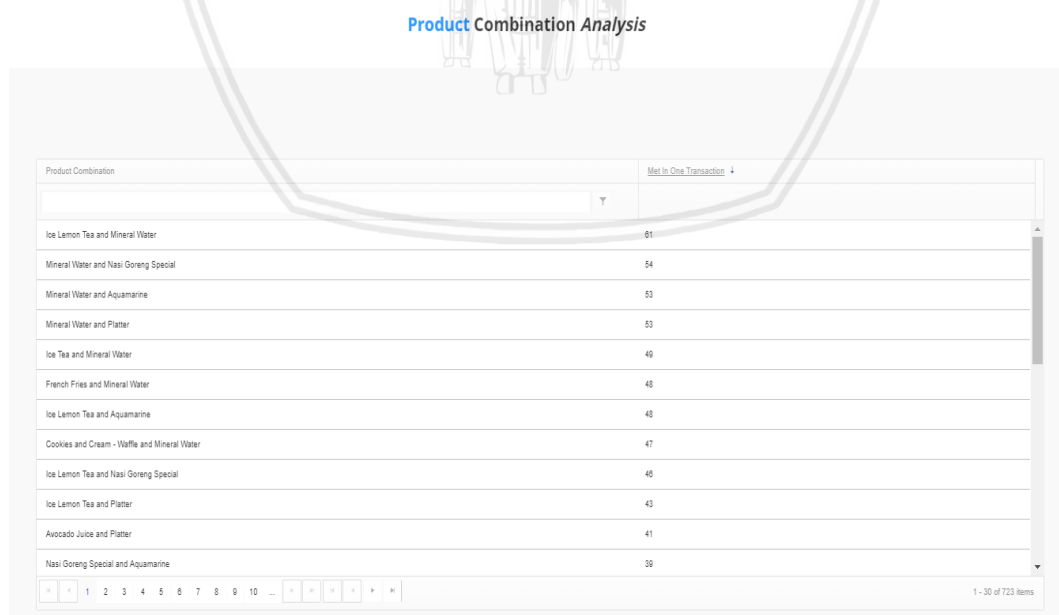 Product Combination Analysis
Product Combination Met In One Transaction ↓
Ice Lemon Tea and Mineral Water 61
Mineral Water and Nasi Goreng Special 54
Mineral Water and Aquamarine 53
Mineral Water and Platter 53
Ice Tea and Mineral Water 49
French Fries and Mineral Water 48
Ice Lemon Tea and Aquamarine 48
Cookies and Cream - Waffle and Mineral Water 47
Ice Lemon Tea and Nasi Goreng Special 46
Ice Lemon Tea and Platter 43
Avocado Juice and Platter 41
Nasi Goreng Special and Aquamarine 39
1 2 3 4 5 6 7 8 9 10 ... 1 - 30 of 723 items